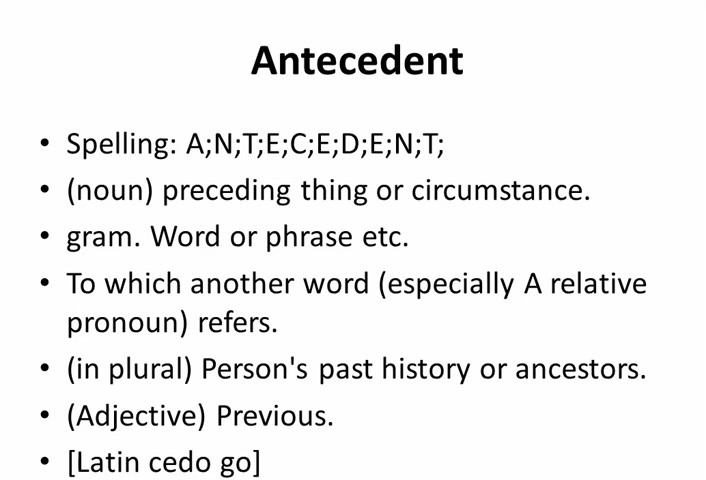 Antecedent
• Spelling: A;N;T;E;C;E;D;E;N;T;
• (noun) preceding thing or circumstance.
• gram. Word or phrase etc.
• To which another word (especially A relative
pronoun) refers.
• (in plural) Person's past history or ancestors.
• (Adjective) Previous.
• [Latin cedo go]